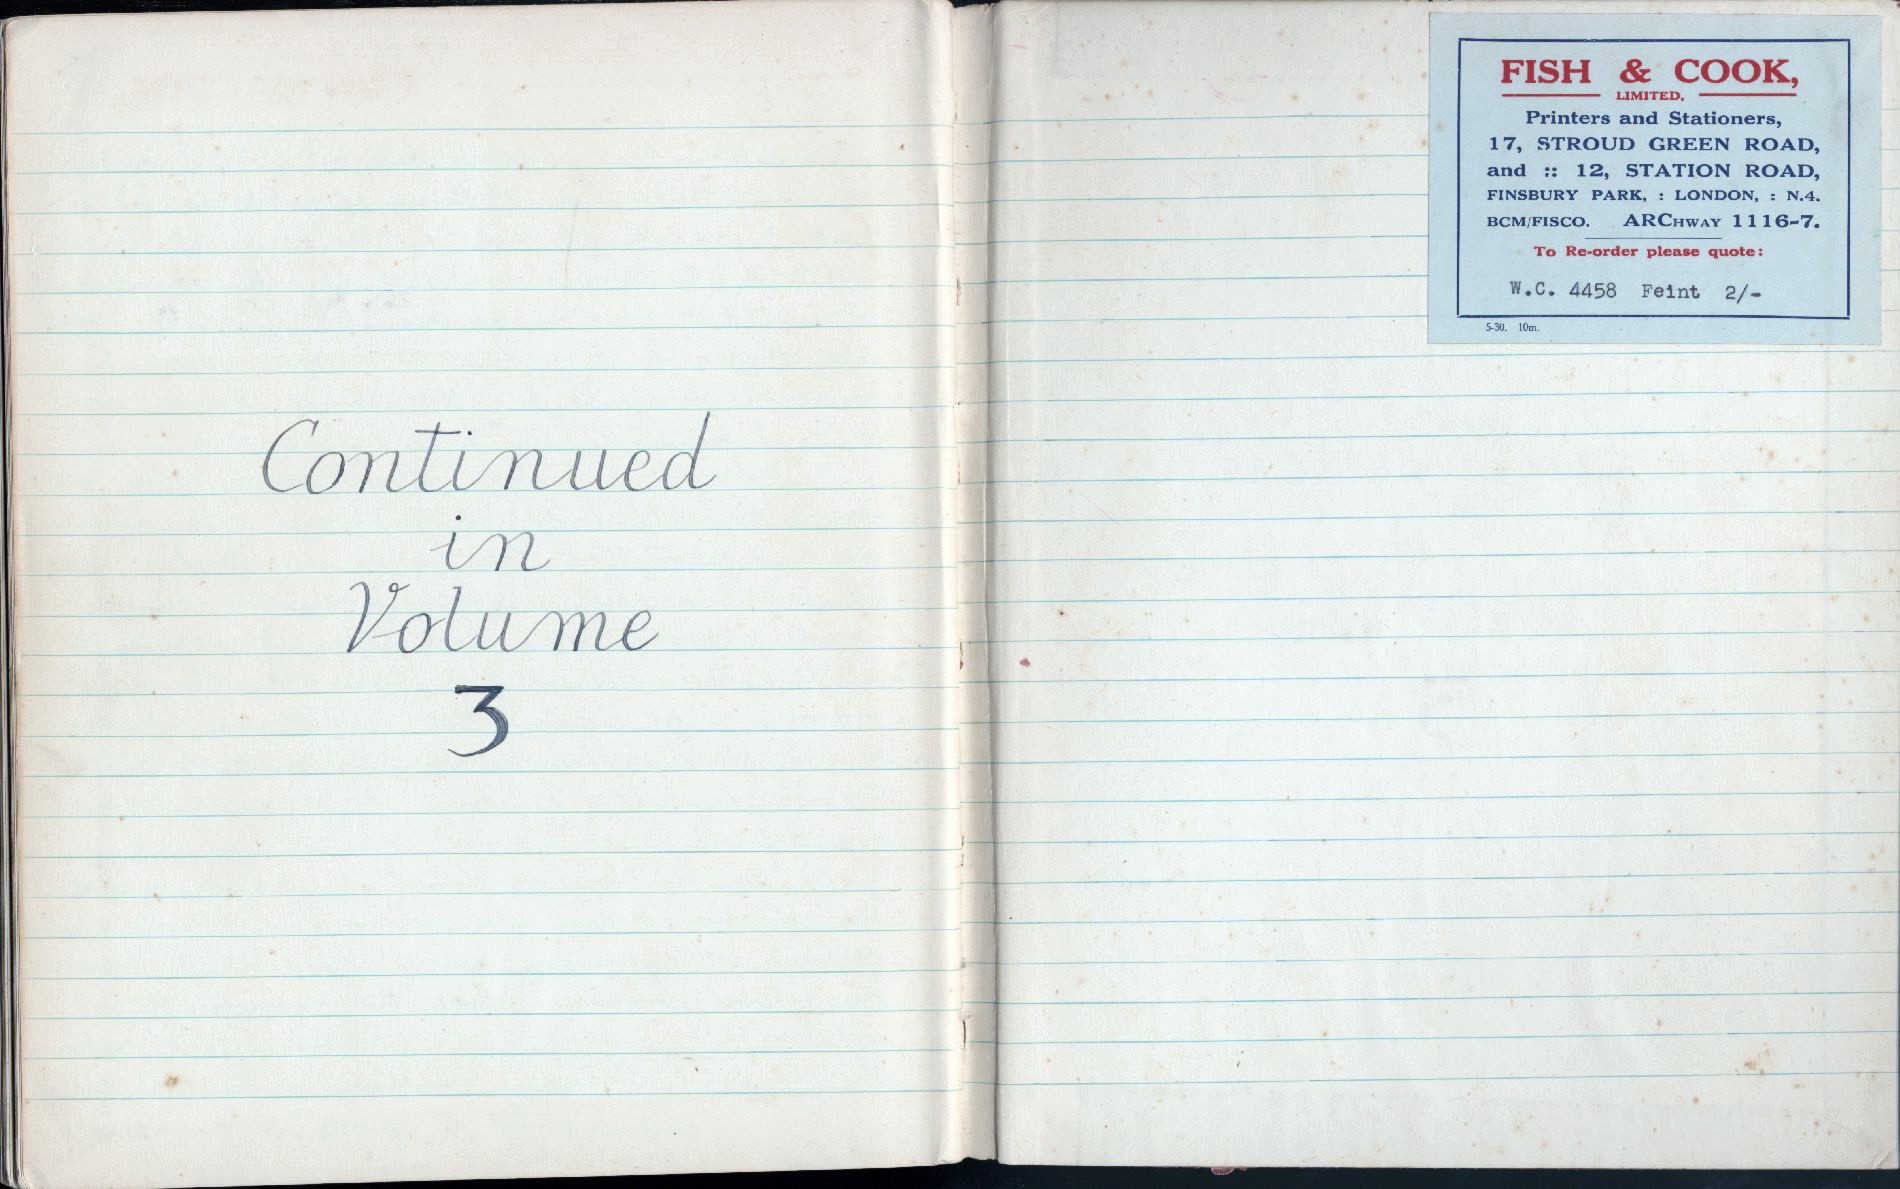 Continued
in
Volume
3
FISH & COOK,
LIMITED.
Printers and Stationers,
17, STROUD GREEN ROAD,
and :: 12, STATION ROAD,
FINSBURY PARK, : LONDON, : N.4.
BCM/FISCO. ARCHWAY 1116-7.
To Re-order please quote:
W.C. 4458 Feint 2/-
5-30. 10m.